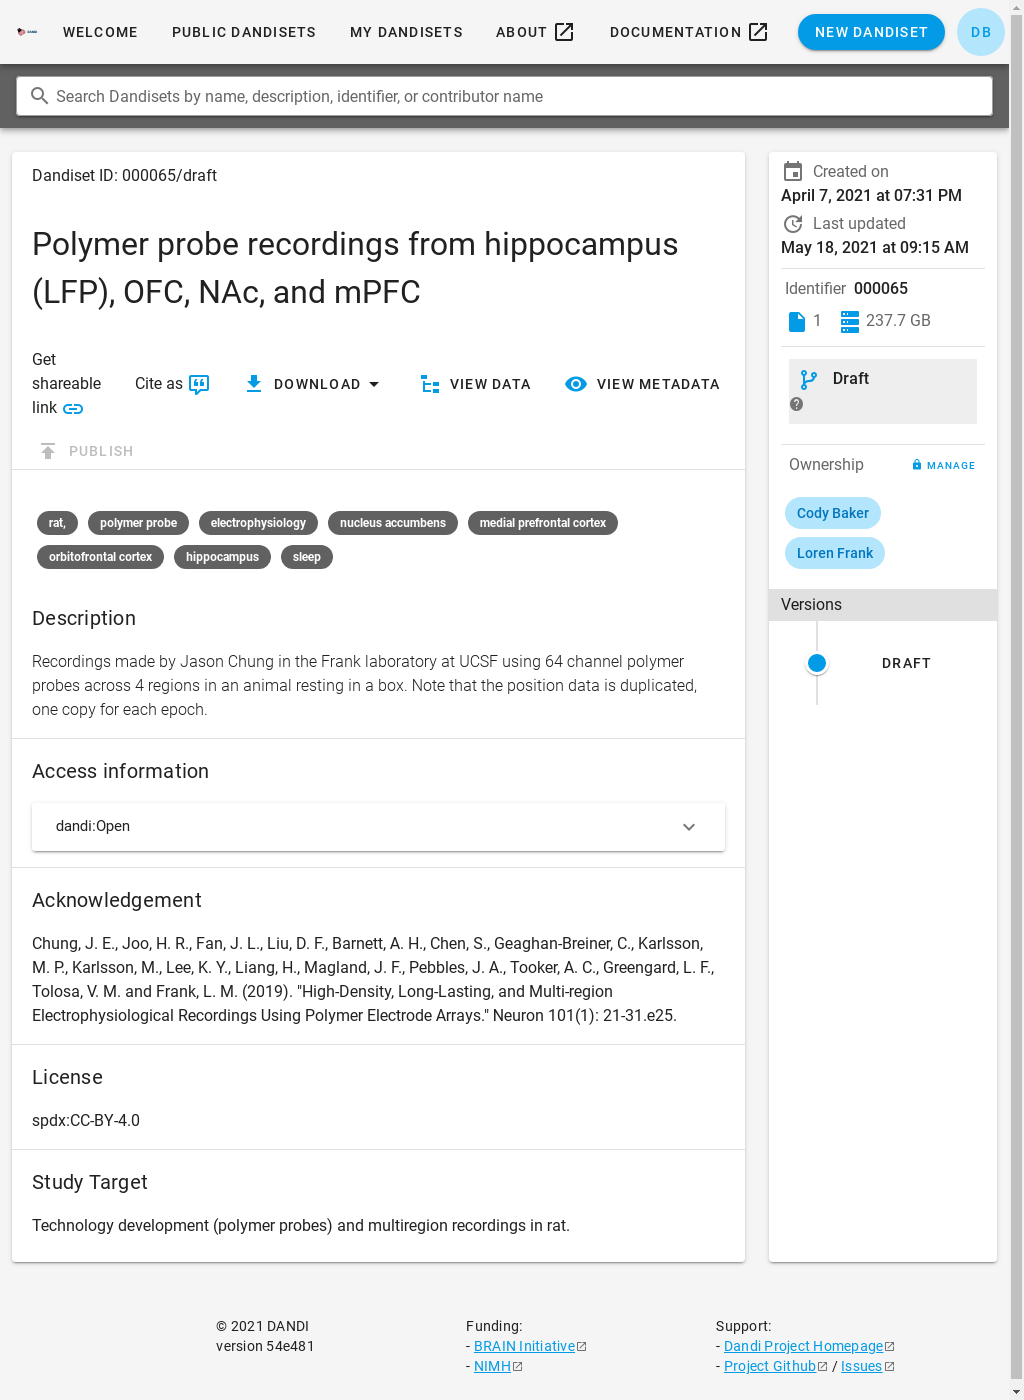 WELCOME PUBLIC DANDISETS MY DANDISETS ABOUT DOCUMENTATION NEW DANDISET DB
Search Dandisets by name, description, identifier, or contributor name
Dandiset ID: 000065/draft
Polymer probe recordings from hippocampus
(LFP), OFC, NAc, and mPFC
Get
shareable
link
Cite as
DOWNLOAD
VIEW DATA
VIEW METADATA
PUBLISH
rat, polymer probe electrophysiology nucleus accumbens medial prefrontal cortex
orbitofrontal cortex hippocampus sleep
Description
Recordings made by Jason Chung in the Frank laboratory at UCSF using 64 channel polymer
probes across 4 regions in an animal resting in a box. Note that the position data is duplicated,
one copy for each epoch.
Access information
dandi:Open
Acknowledgement
Chung, J. E., Joo, H. R., Fan, J. L., Liu, D. F., Barnett, A. H., Chen, S., Geaghan-Breiner, C., Karlsson,
M. P., Karlsson, M., Lee, K. Y., Liang, H., Magland, J. F., Pebbles, J. A., Tooker, A. C., Greengard, L. F.,
Tolosa, V. M. and Frank, L. M. (2019). "High-Density, Long-Lasting, and Multi-region
Electrophysiological Recordings Using Polymer Electrode Arrays." Neuron 101(1): 21-31.e25.
License
spdx:CC-BY-4.0
Study Target
Technology development (polymer probes) and multiregion recordings in rat.
Created on
April 7, 2021 at 07:31 PM
Last updated
May 18, 2021 at 09:15 AM
Identifier 000065
1 237.7 GB
Draft
Ownership MANAGE
Cody Baker
Loren Frank
Versions
DRAFT
© 2021 DANDI
version 54e481
Funding:
- BRAIN Initiative
- NIMH
Support:
- Dandi Project Homepage
- Project Github / Issues